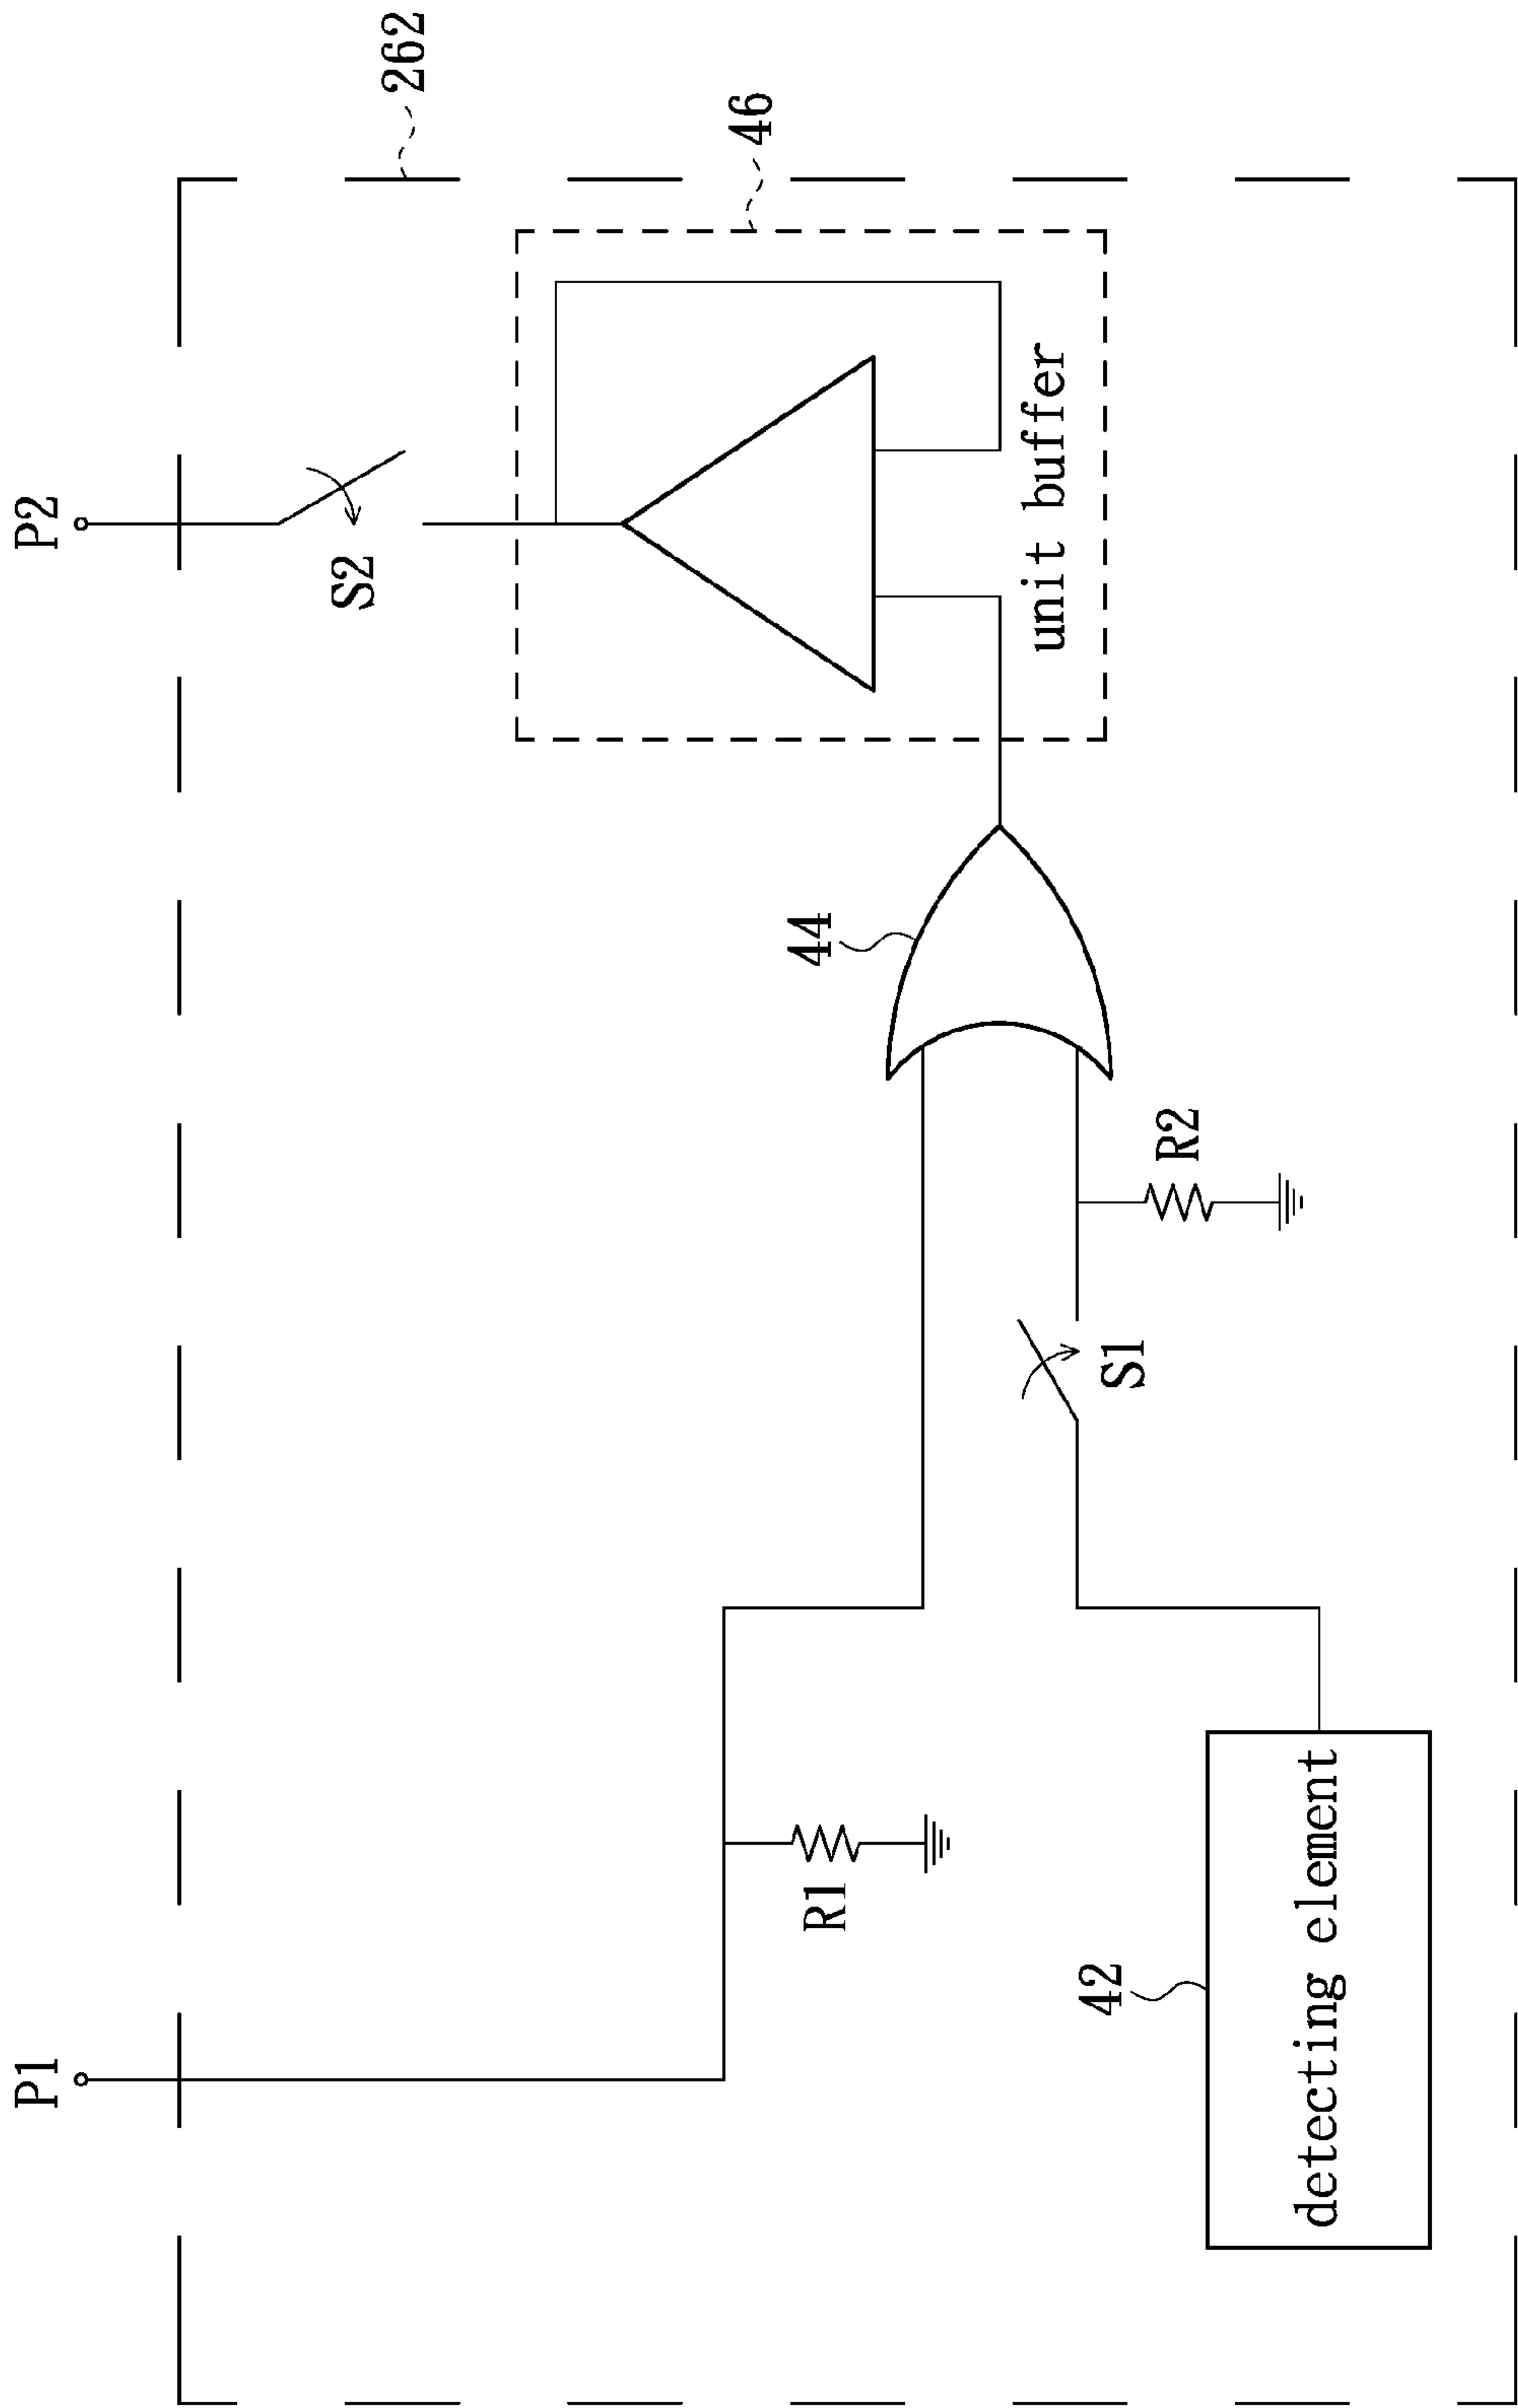 P1
P2
262
S2
46
unit buffer
44
R1
R2
S1
42
detecting element